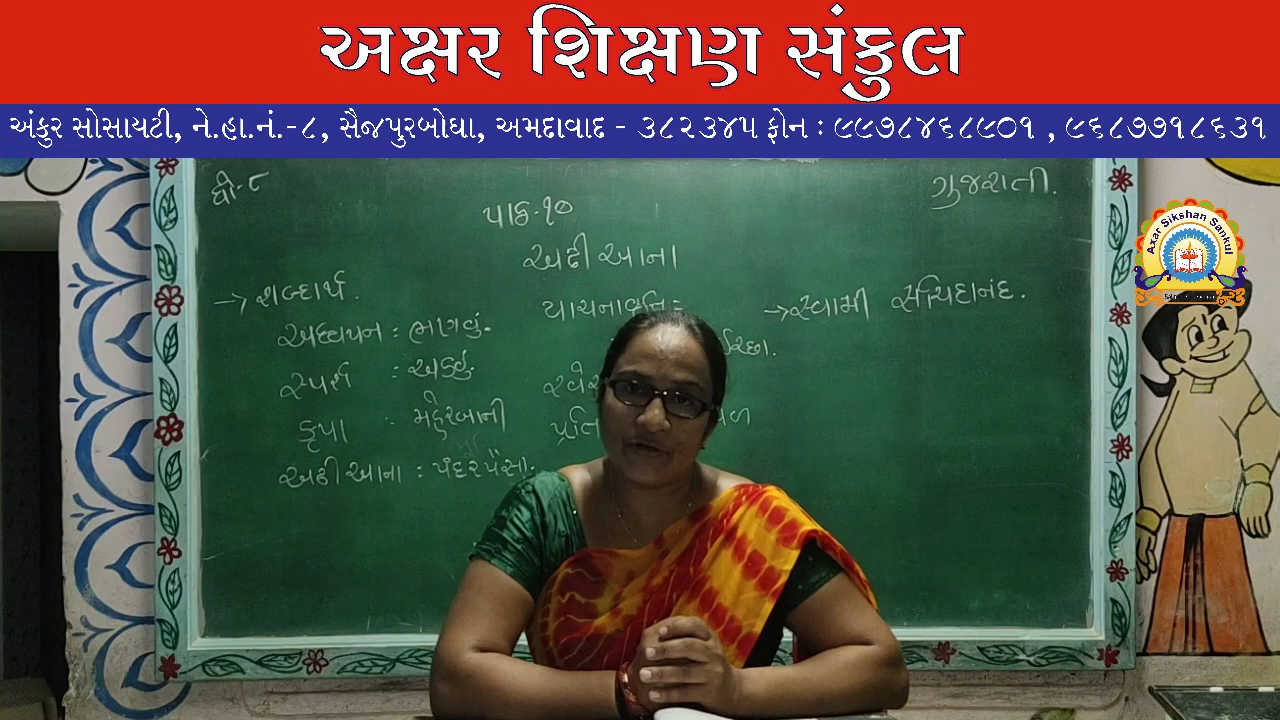 અક્ષર શિક્ષણ સંકુલ
અંકુર સોસાયટી, ને.હા.નં.-૮, સૈજપુરબોઘા, અમદાવાદ - ૩૮૨૩૪૫ ફોન : ૯૯૭૮૪૬૮૯૦૧ , ૯૬૮૭૭૧૮૬૩૧
ધો-૮
ગુજરાતી.
પાઠ-૧૦
અઢી આના
Axar Sikshan Sankul
→ શબ્દાર્થ.
યાચનાવૃત્તિ :-
→ સ્વામી સચ્ચિદાનંદ.
અધ્યયન : ભણવું.
સ્પર્શ : અડવું.
કૃપા : મહેરબાની
અઢી આના : પંદર પૈસા.